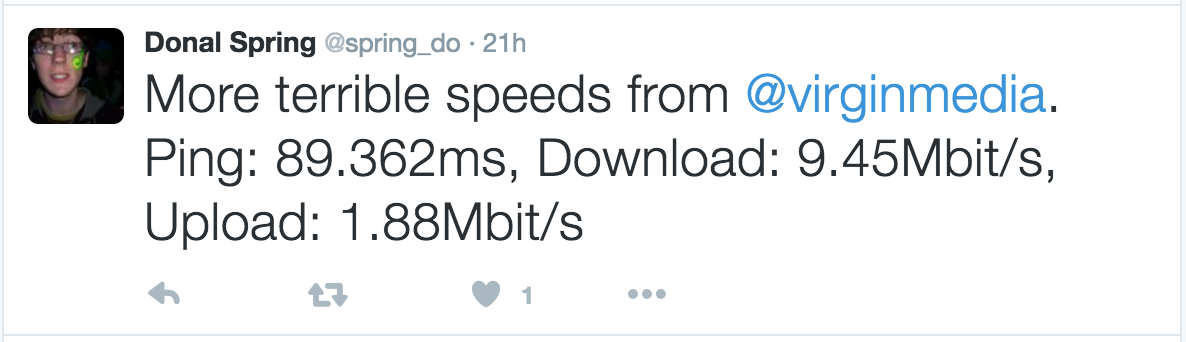 Donal Spring @spring_do · 21h
More terrible speeds from @virginmedia.
Ping: 89.362ms, Download: 9.45Mbit/s,
Upload: 1.88Mbit/s
1